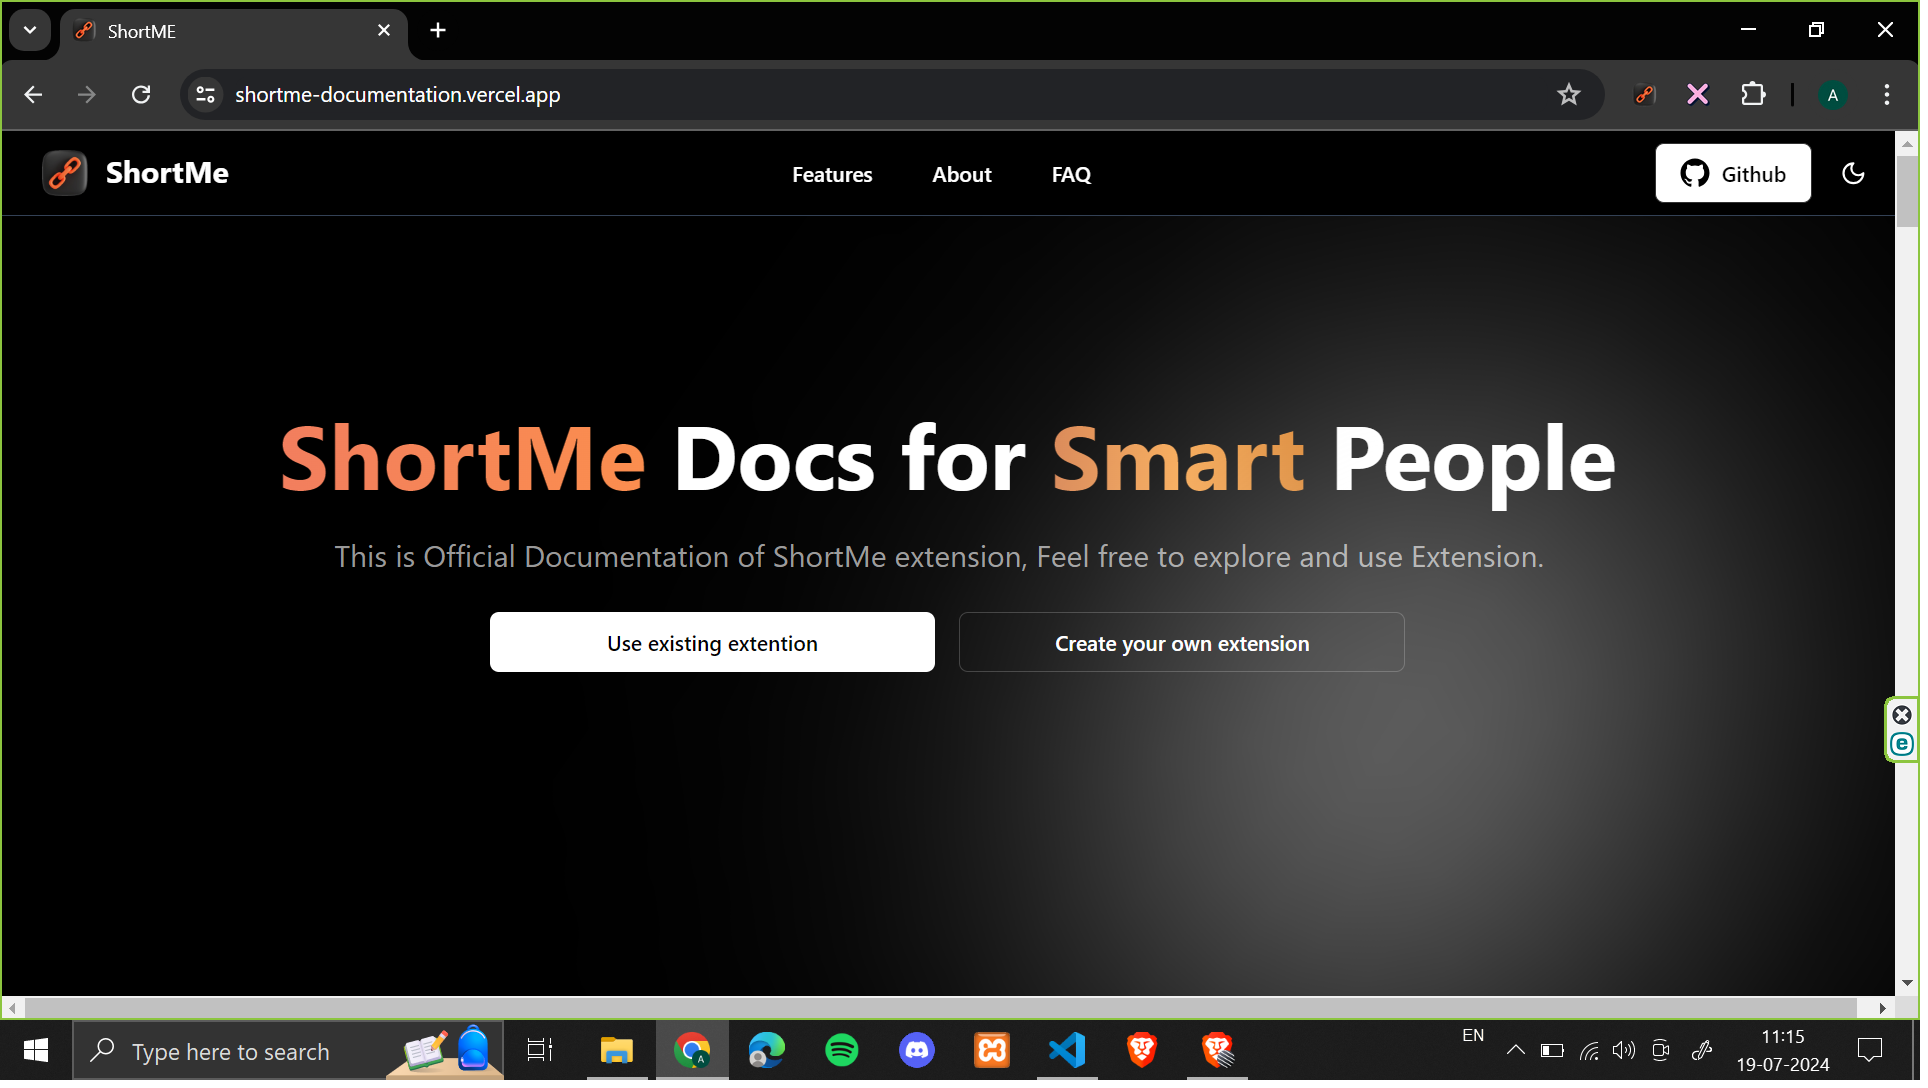 ShortME
shortme-documentation.vercel.app
A
ShortMe
Features
About
FAQ
Github
ShortMe Docs for Smart People
This is Official Documentation of ShortMe extension, Feel free to explore and use Extension.
Use existing extention
Create your own extension
e
Type here to search
A
EN
11:15
19-07-2024